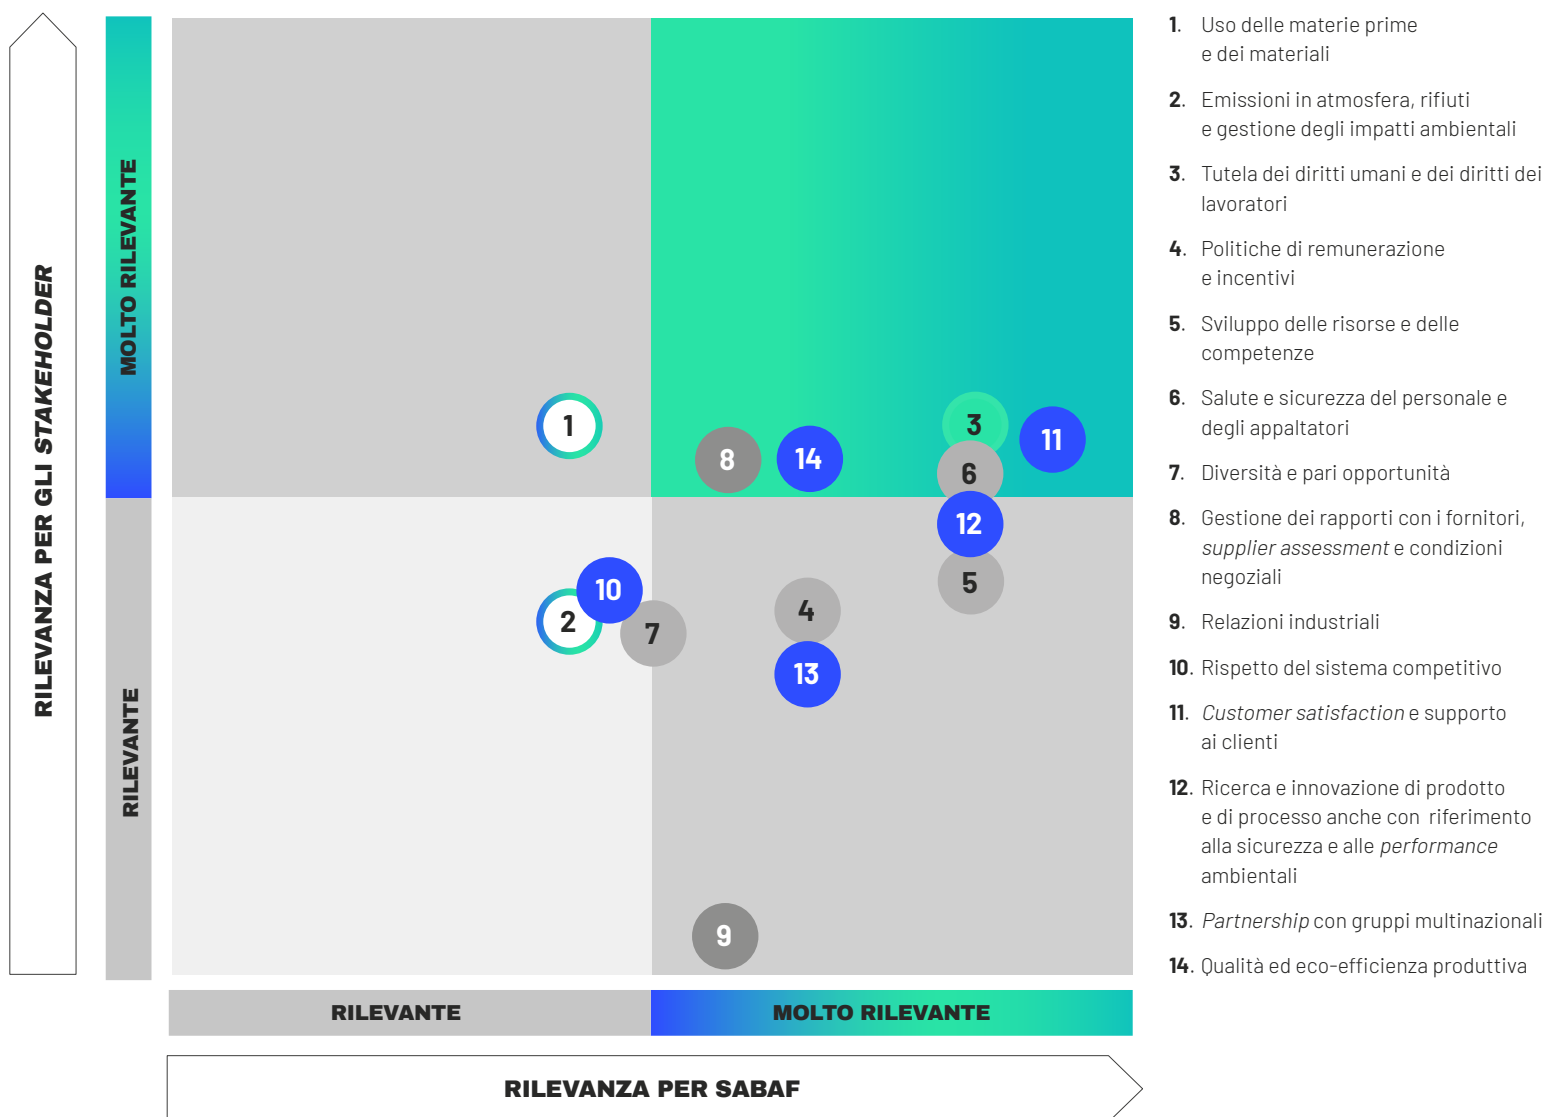 RILEVANZA PER GLI STAKEHOLDER
MOLTO RILEVANTE
RILEVANTE
1
3
11
8
14
6
12
10
5
2
4
7
13
9
RILEVANTE
MOLTO RILEVANTE
RILEVANZA PER SABAF
1. Uso delle materie prime
e dei materiali
2. Emissioni in atmosfera, rifiuti
e gestione degli impatti ambientali
3. Tutela dei diritti umani e dei diritti dei
lavoratori
4. Politiche di remunerazione
e incentivi
5. Sviluppo delle risorse e delle
competenze
6. Salute e sicurezza del personale e
degli appaltatori
7. Diversità e pari opportunità
8. Gestione dei rapporti con i fornitori,
supplier assessment e condizioni
negoziali
9. Relazioni industriali
10. Rispetto del sistema competitivo
11. Customer satisfaction e supporto
ai clienti
12. Ricerca e innovazione di prodotto
e di processo anche con riferimento
alla sicurezza e alle performance
ambientali
13. Partnership con gruppi multinazionali
14. Qualità ed eco-efficienza produttiva